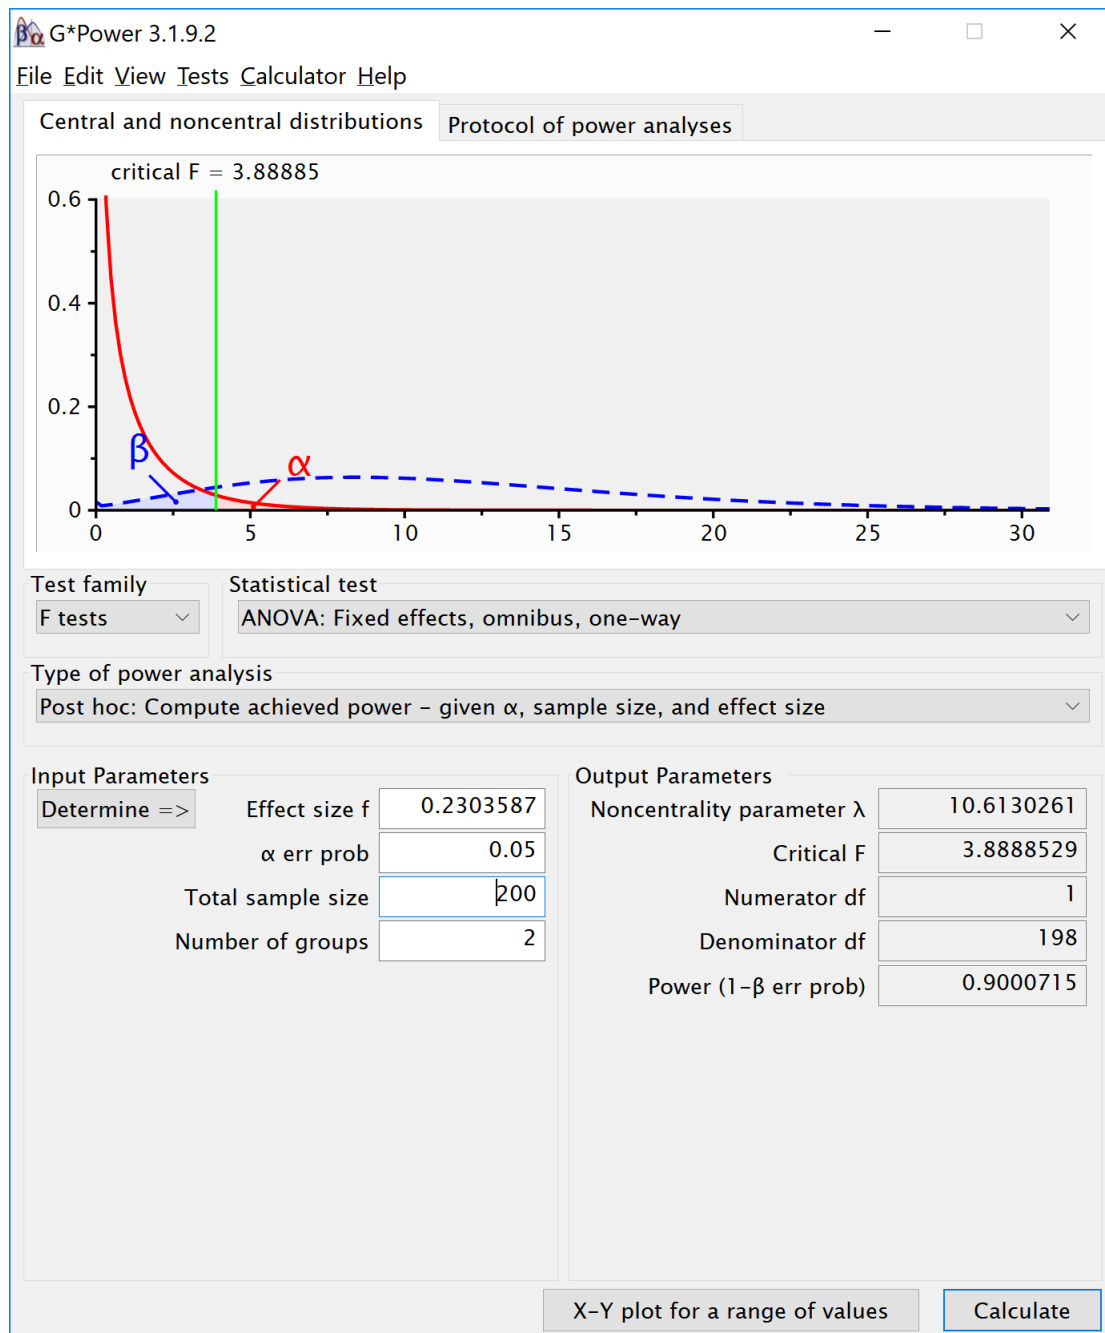 G*Power 3.1.9.2
File Edit View Tests Calculator Help
Central and noncentral distributions Protocol of power analyses
critical F = 3.88885
0.6
0.4
0.2
0
β
α
0 5 10 15 20 25 30
Test family Statistical test
F tests ANOVA: Fixed effects, omnibus, one-way
Type of power analysis
Post hoc: Compute achieved power - given α, sample size, and effect size
Input Parameters
Determine => Effect size f 0.2303587
α err prob 0.05
Total sample size 200
Number of groups 2
Output Parameters
Noncentrality parameter λ 10.6130261
Critical F 3.8888529
Numerator df 1
Denominator df 198
Power (1-β err prob) 0.9000715
X-Y plot for a range of values Calculate